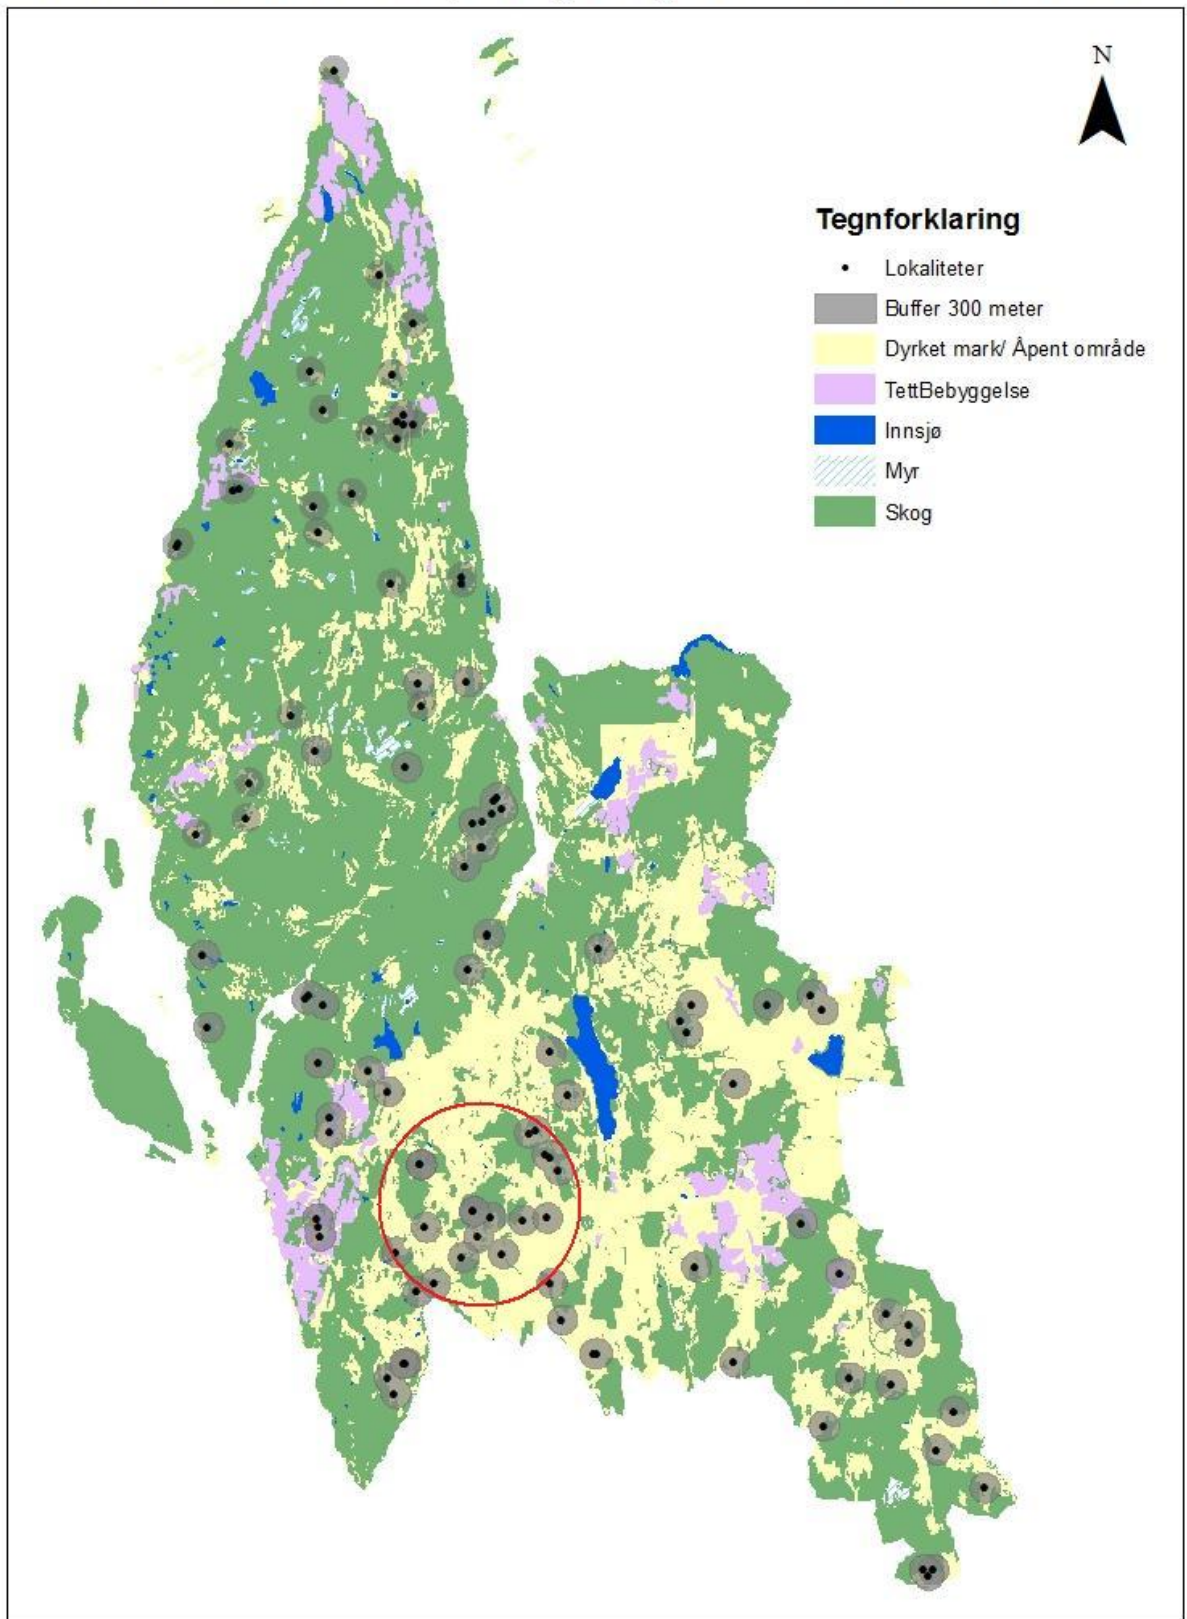 N
Tegnforklaring
Lokaliteter
Buffer 300 meter
Dyrket mark/ Åpent område
TettBebyggelse
Innsjø
Myr
Skog